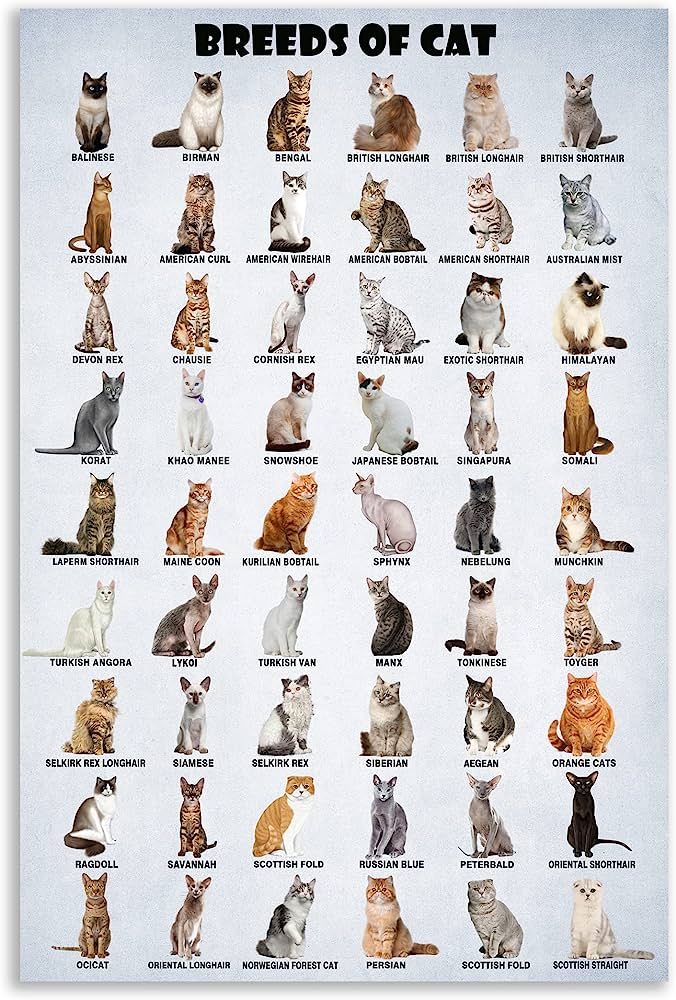 BREEDS OF CAT
BALINESE BIRMAN BENGAL BRITISH LONGHAIR BRITISH LONGHAIR BRITISH SHORTHAIR
ABYSSINIAN AMERICAN CURL AMERICAN WIREHAIR AMERICAN BOBTAIL AMERICAN SHORTHAIR AUSTRALIAN MIST
DEVON REX CHAUSIE CORNISH REX EGYPTIAN MAU EXOTIC SHORTHAIR HIMALAYAN
KORAT KHAO MANEE SNOWSHOE JAPANESE BOBTAIL SINGAPURA SOMALI
LAPERM SHORTHAIR MAINE COON KURILIAN BOBTAIL SPHYNX NEBELUNG MUNCHKIN
TURKISH ANGORA LYKOI TURKISH VAN MANX TONKINESE TOYGER
SELKIRK REX LONGHAIR SIAMESE SELKIRK REX SIBERIAN AEGEAN ORANGE CATS
RAGDOLL SAVANNAH SCOTTISH FOLD RUSSIAN BLUE PETERBALD ORIENTAL SHORTHAIR
OCICAT ORIENTAL LONGHAIR NORWEGIAN FOREST CAT PERSIAN SCOTTISH FOLD SCOTTISH STRAIGHT